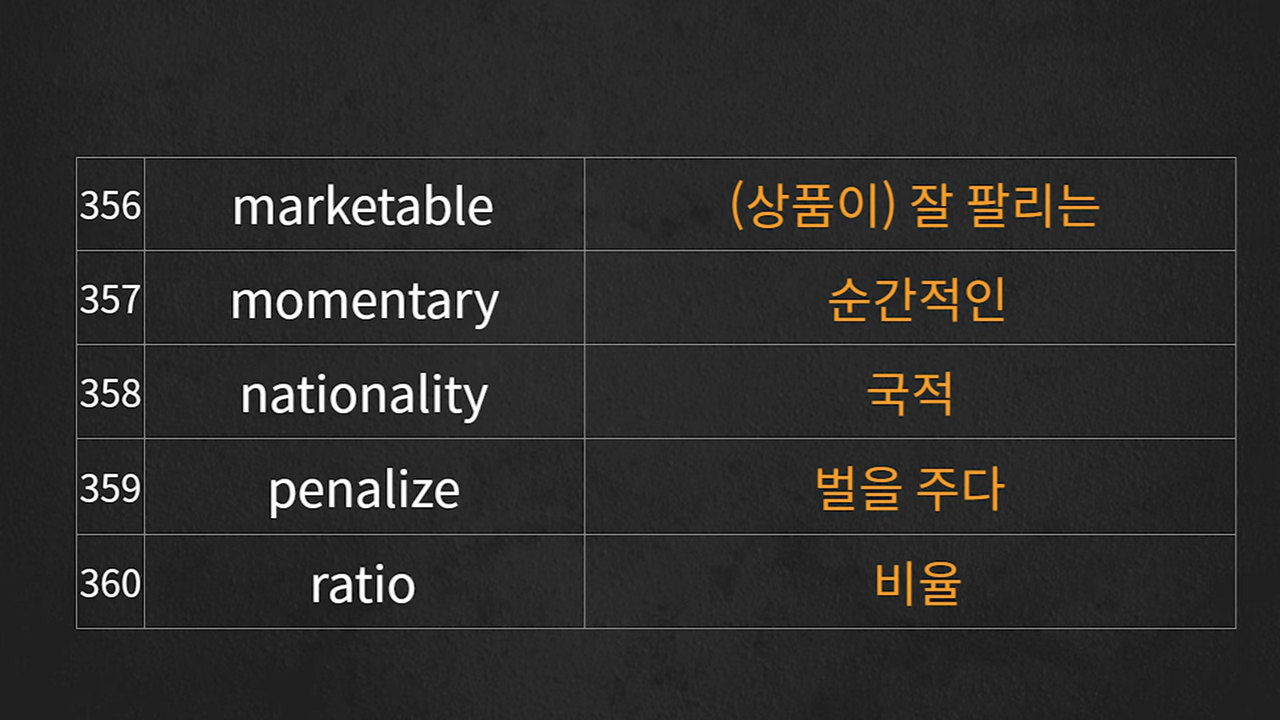 356 marketable (상품이) 잘 팔리는
357 momentary 순간적인
358 nationality 국적
359 penalize 벌을 주다
360 ratio 비율